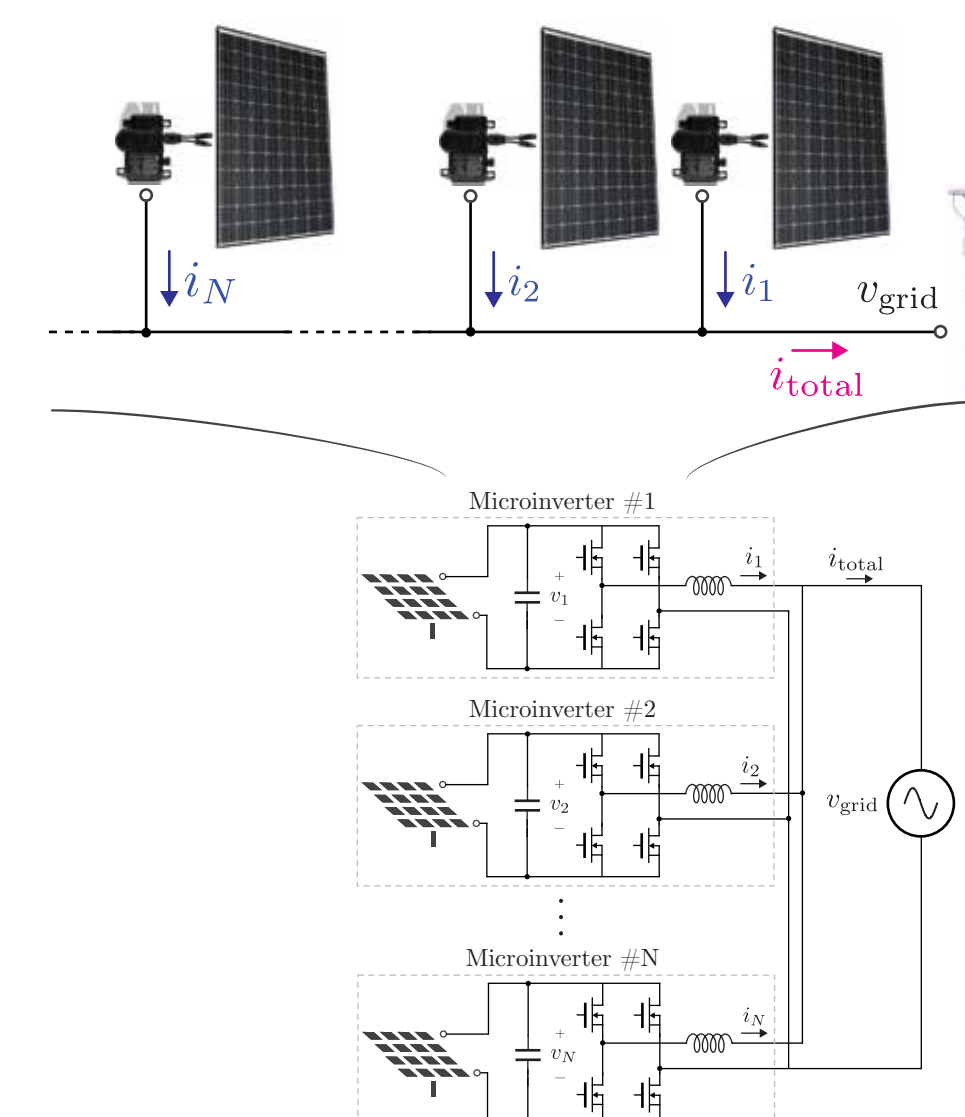 i_N
i_2
i_1
v_grid
i_total
Microinverter #1
+
v_1
−
i_1
i_total
Microinverter #2
+
v_2
−
i_2
v_grid
Microinverter #N
+
v_N
−
i_N